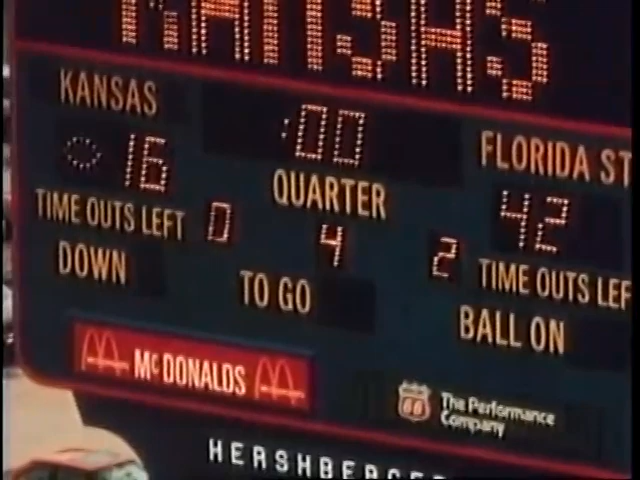 KANSAS
KANSAS :00 FLORIDA ST
16 42
TIME OUTS LEFT 0 QUARTER 4 2 TIME OUTS LEF
DOWN TO GO BALL ON
McDONALDS
66 The Performance
Company
HERSHBERGER